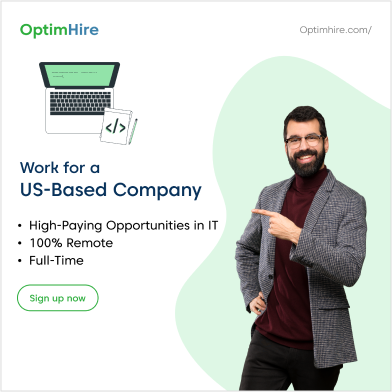 OptimHire
Optimhire.com/
</>
Work for a
US-Based Company
• High-Paying Opportunities in IT
• 100% Remote
• Full-Time
Sign up now